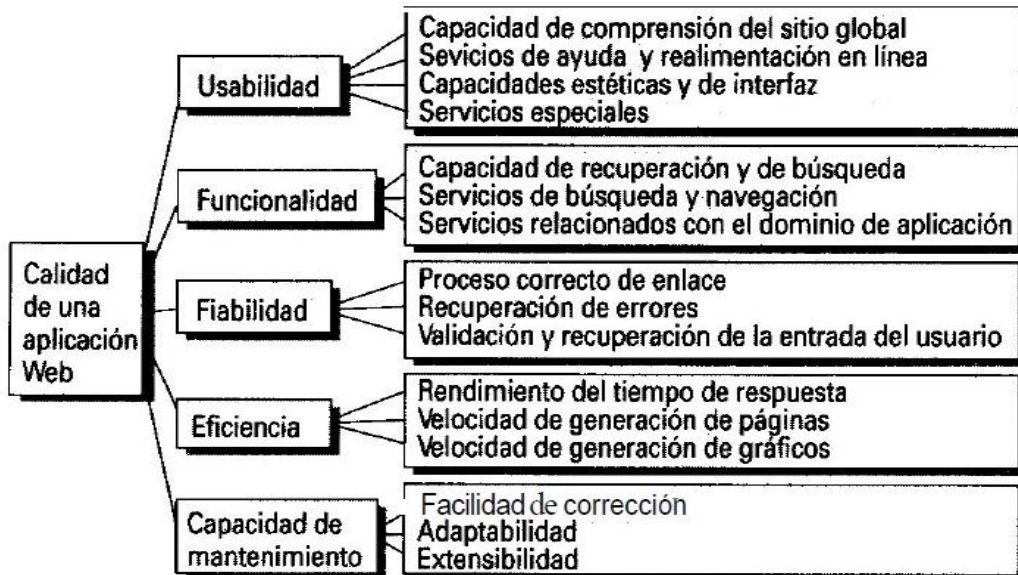 Calidad
de una
aplicación
Web
Usabilidad
Capacidad de comprensión del sitio global
Sevicios de ayuda y realimentación en línea
Capacidades estéticas y de interfaz
Servicios especiales
Funcionalidad
Capacidad de recuperación y de búsqueda
Servicios de búsqueda y navegación
Servicios relacionados con el dominio de aplicación
Fiabilidad
Proceso correcto de enlace
Recuperación de errores
Validación y recuperación de la entrada del usuario
Eficiencia
Rendimiento del tiempo de respuesta
Velocidad de generación de páginas
Velocidad de generación de gráficos
Capacidad de
mantenimiento
Facilidad de corrección
Adaptabilidad
Extensibilidad